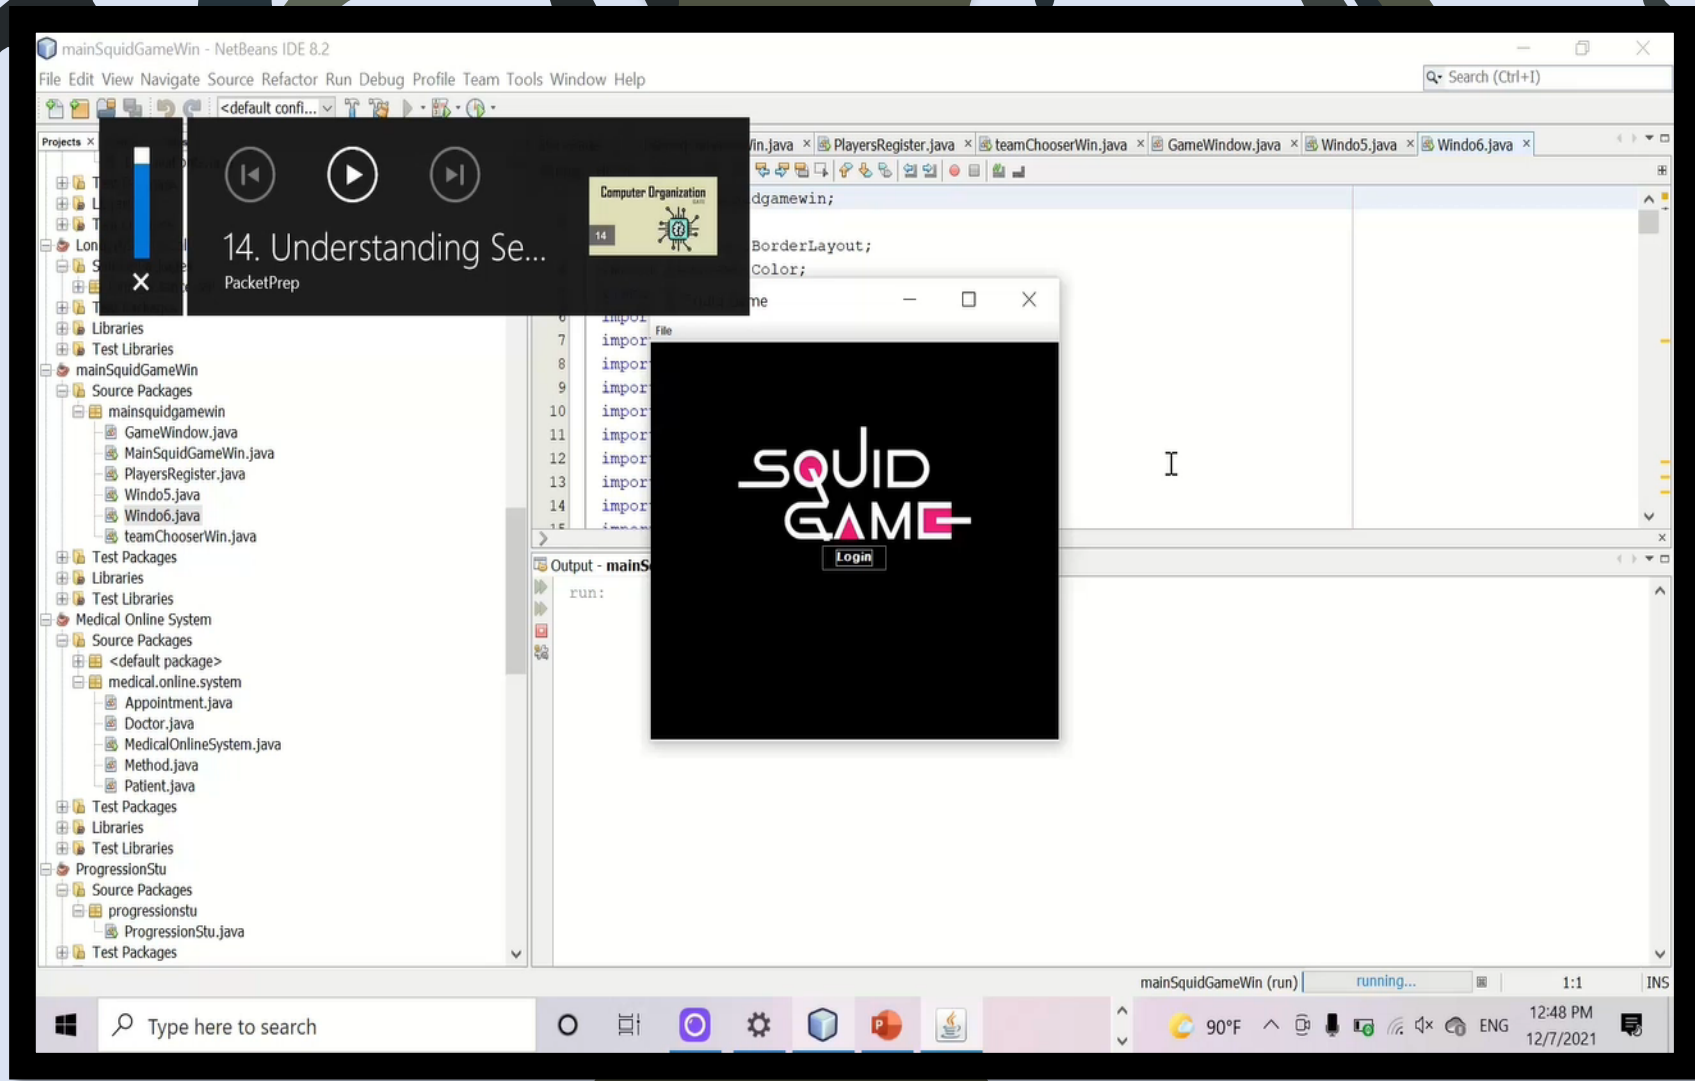 mainSquidGameWin - NetBeans IDE 8.2
File Edit View Navigate Source Refactor Run Debug Profile Team Tools Window Help
Search (Ctrl+I)
<default confi...
Projects
in.java
PlayersRegister.java
teamChooserWin.java
GameWindow.java
Windo5.java
Windo6.java
14. Understanding Se...
PacketPrep
Computer Organization
14
dgamewin;
BorderLayout;
Color;
me
File
6 impor
7 impor
8 impor
9 impor
10 impor
11 impor
12 impor
13 impor
14 impor
15
SQUID
GAME
Login
Output - mainS
run:
Libraries
Test Libraries
mainSquidGameWin
Source Packages
mainsquidgamewin
GameWindow.java
MainSquidGameWin.java
PlayersRegister.java
Windo5.java
Windo6.java
teamChooserWin.java
Test Packages
Libraries
Test Libraries
Medical Online System
Source Packages
<default package>
medical.online.system
Appointment.java
Doctor.java
MedicalOnlineSystem.java
Method.java
Patient.java
Test Packages
Libraries
Test Libraries
ProgressionStu
Source Packages
progressionstu
ProgressionStu.java
Test Packages
mainSquidGameWin (run)
running...
1:1
INS
Type here to search
90°F
ENG
12:48 PM
12/7/2021